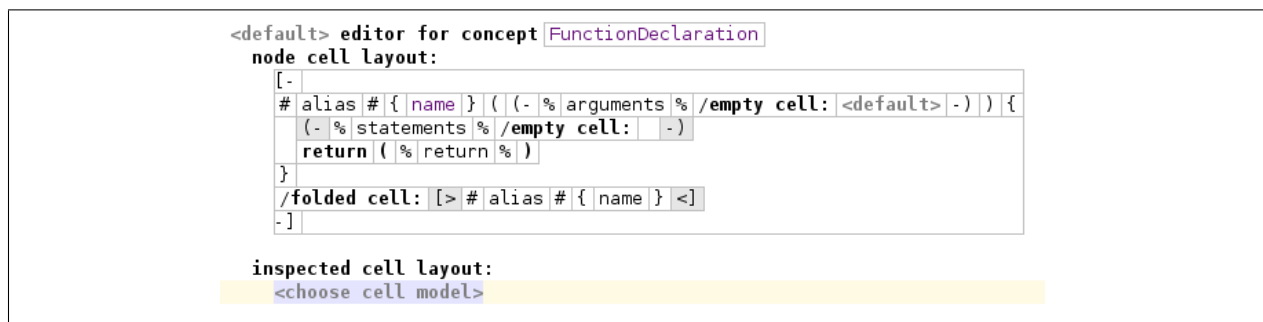 <default> editor for concept FunctionDeclaration
node cell layout:
[-
# alias # { name } ( (- % arguments % /empty cell: <default> -) ) {
(- % statements % /empty cell: -)
return ( % return % )
}
/folded cell: [> # alias # { name } <]
-]
inspected cell layout:
<choose cell model>